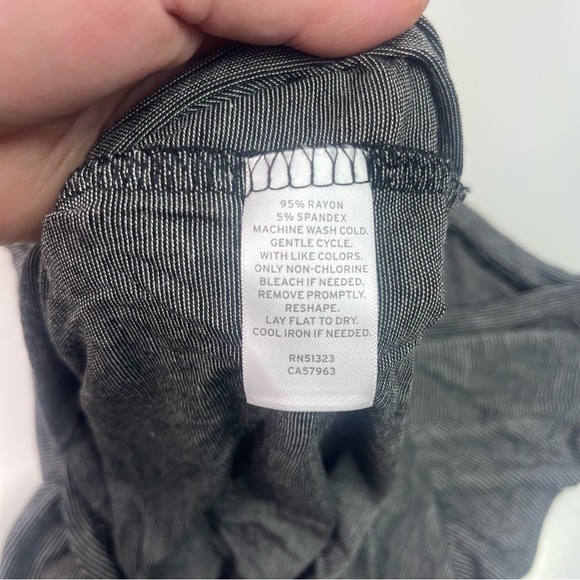 95% RAYON
5% SPANDEX
MACHINE WASH COLD.
GENTLE CYCLE.
WITH LIKE COLORS.
ONLY NON-CHLORINE
BLEACH IF NEEDED.
REMOVE PROMPTLY.
RESHAPE.
LAY FLAT TO DRY.
COOL IRON IF NEEDED.
RN51323
CA57963